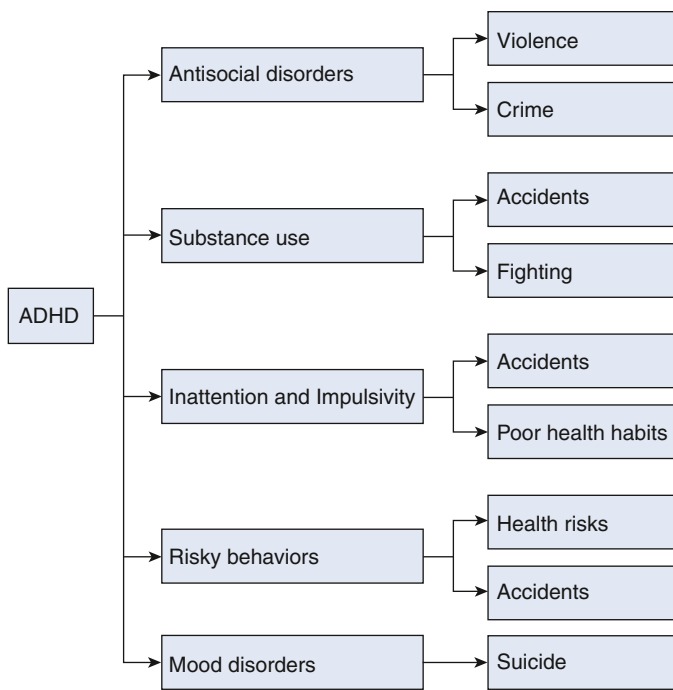 Violence
Antisocial disorders
Crime
Accidents
Substance use
Fighting
ADHD
Accidents
Inattention and Impulsivity
Poor health habits
Health risks
Risky behaviors
Accidents
Mood disorders
Suicide